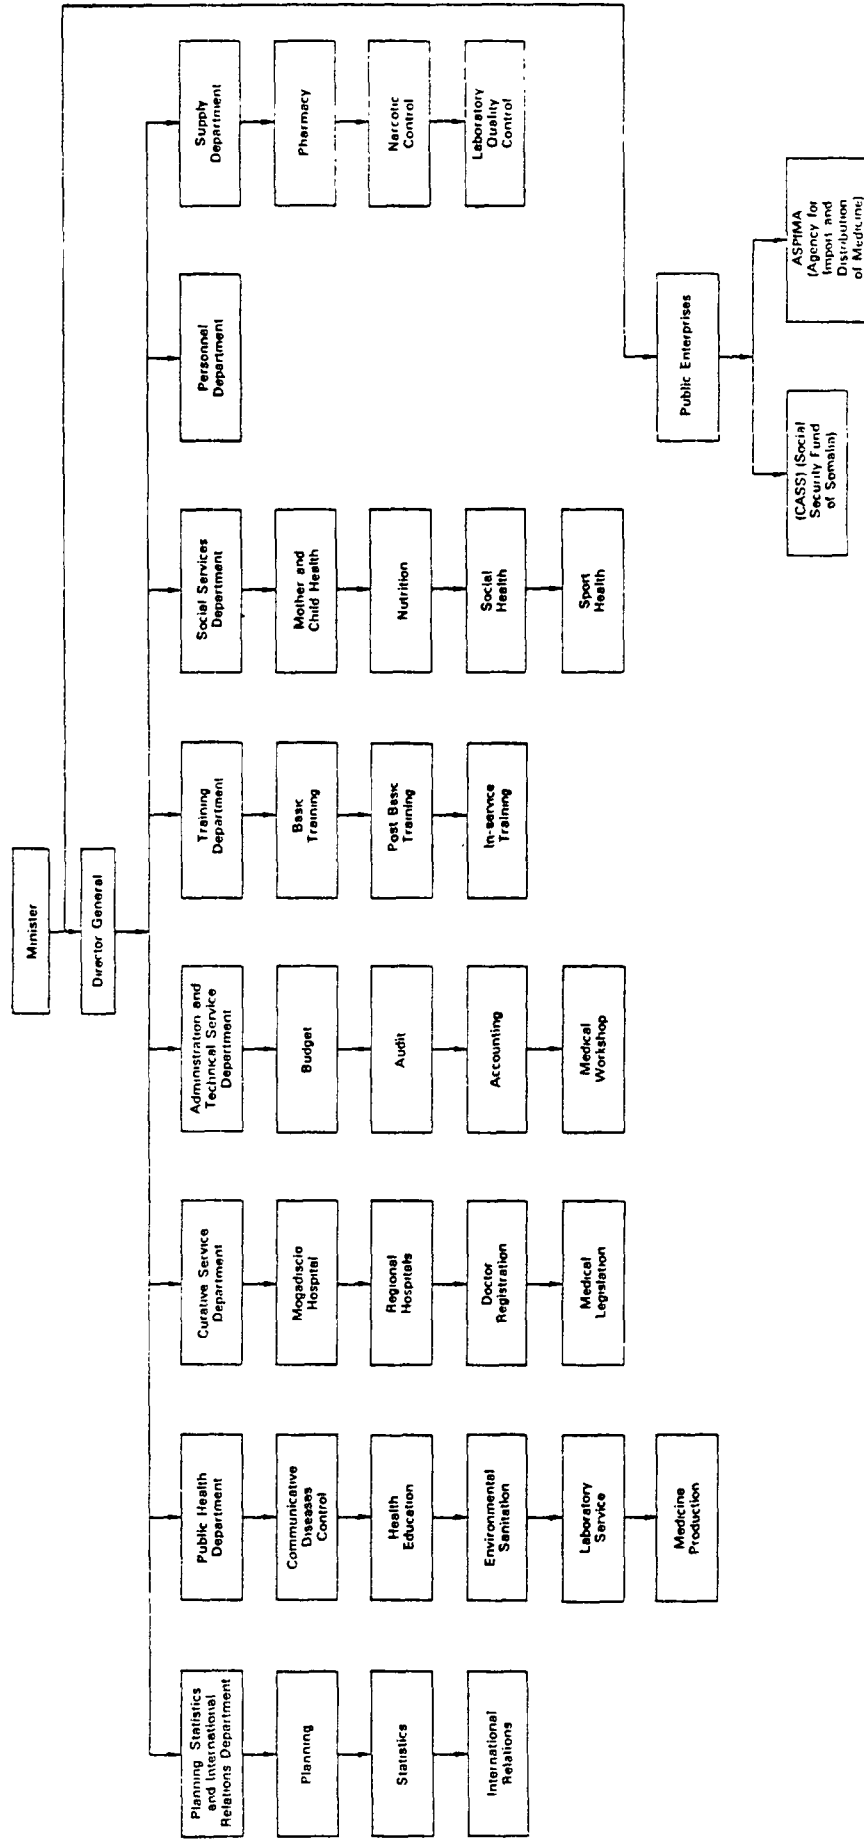 Minister
Director General
Planning Statistics
and International
Relations Department
Planning
Statistics
International
Relations
Public Health
Department
Communicative
Diseases
Control
Health
Education
Environmental
Sanitation
Laboratory
Service
Medicine
Production
Curative Service
Department
Mogadiscio
Hospital
Regional
Hospitals
Doctor
Registration
Medical
Legislation
Administration and
Technical Service
Department
Budget
Audit
Accounting
Medical
Workshop
Training
Department
Basic
Training
Post Basic
Training
In-service
Training
Social Services
Department
Mother and
Child Health
Nutrition
Social
Health
Sport
Health
Personnel
Department
Supply
Department
Pharmacy
Narcotic
Control
Laboratory
Quality
Control
Public Enterprises
(CASS) (Social
Security Fund
of Somalia)
ASPIMA
(Agency for
Import and
Distribution
of Medicine)